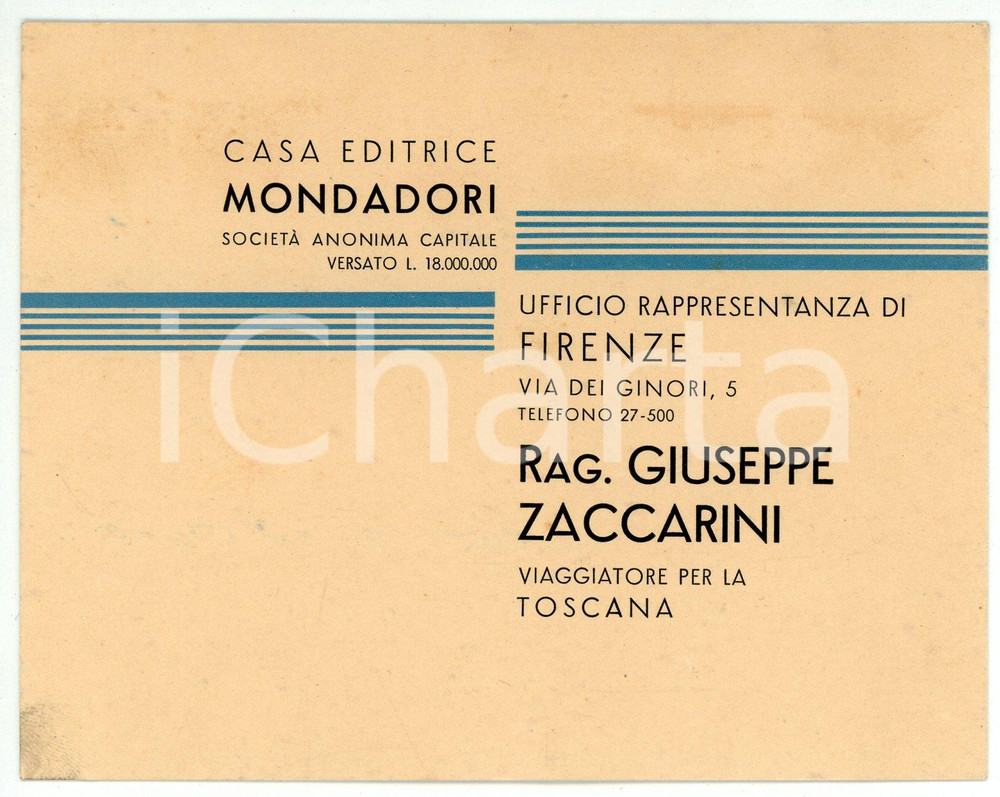 CASA EDITRICE
MONDADORI
SOCIETÀ ANONIMA CAPITALE
VERSATO L. 18.000.000
UFFICIO RAPPRESENTANZA DI
FIRENZE
VIA DEI GINORI, 5
TELEFONO 27-500
RAG. GIUSEPPE
ZACCARINI
VIAGGIATORE PER LA
TOSCANA
iCharta